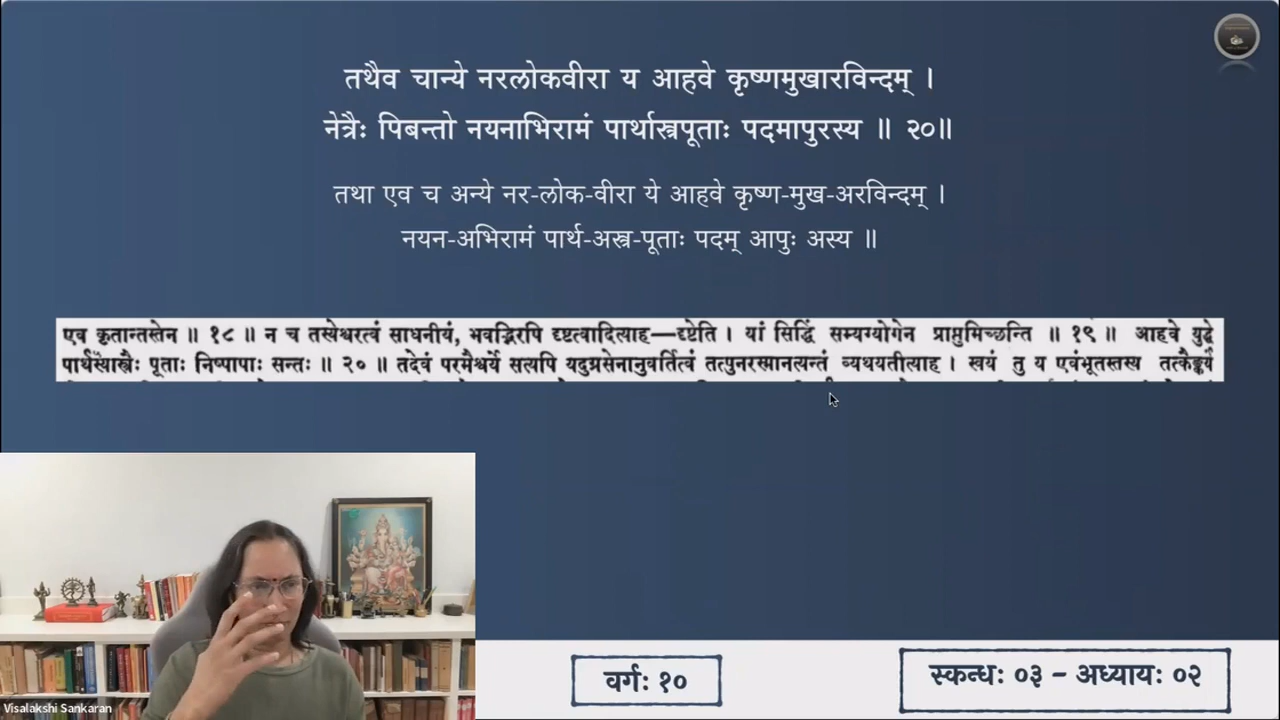 तथैव चान्ये नरलोकवीरा य आहवे कृष्णमुखारविन्दम् ।
नेत्रैः पिबन्तो नयनाभिरामं पार्थास्त्रपूताः पदमापुरस्य ॥ २०॥
तथा एव च अन्ये नर-लोक-वीरा ये आहवे कृष्ण-मुख-अरविन्दम् ।
नयन-अभिरामं पार्थ-अस्त्र-पूताः पदम् आपुः अस्य ॥
एव कृतान्तस्तेन ॥ १८ ॥ न च तस्येश्वरत्वं साधनीयं, भवद्भिरपि दृष्टत्वादित्याह—दृष्टेति । यां सिद्धिं सम्यग्योगेन प्राप्तुमिच्छन्ति ॥ १९ ॥ आहवे युद्धे
पार्थस्यास्त्रैः पूताः निष्पापाः सन्तः ॥ २० ॥ तदेवं परमैश्वर्ये सत्यपि यदुग्रसेनानुवर्तित्वं तत्पुनरस्मानत्यन्तं व्यथयतीत्याह । स्वयं तु य एवंभूतस्तस्य तत्कैङ्कर्यं
Visalakshi Sankaran
वर्गः १०
स्कन्धः ०३ - अध्यायः ०२